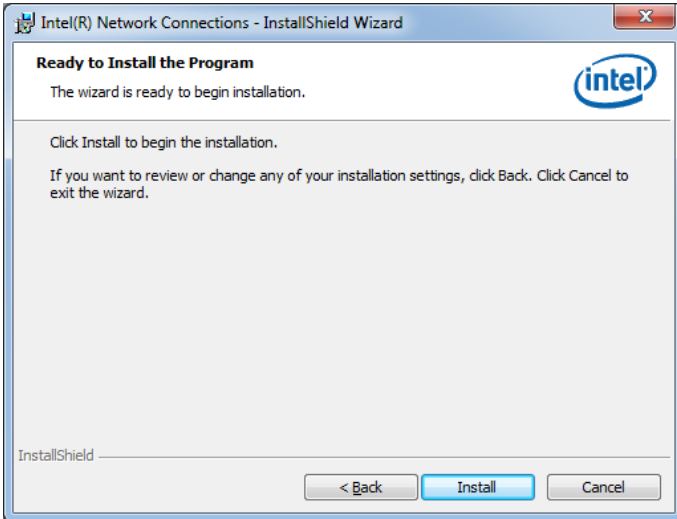 Intel(R) Network Connections - InstallShield Wizard
X
Ready to Install the Program
The wizard is ready to begin installation.
intel
Click Install to begin the installation.
If you want to review or change any of your installation settings, click Back. Click Cancel to
exit the wizard.
InstallShield
< Back
Install
Cancel